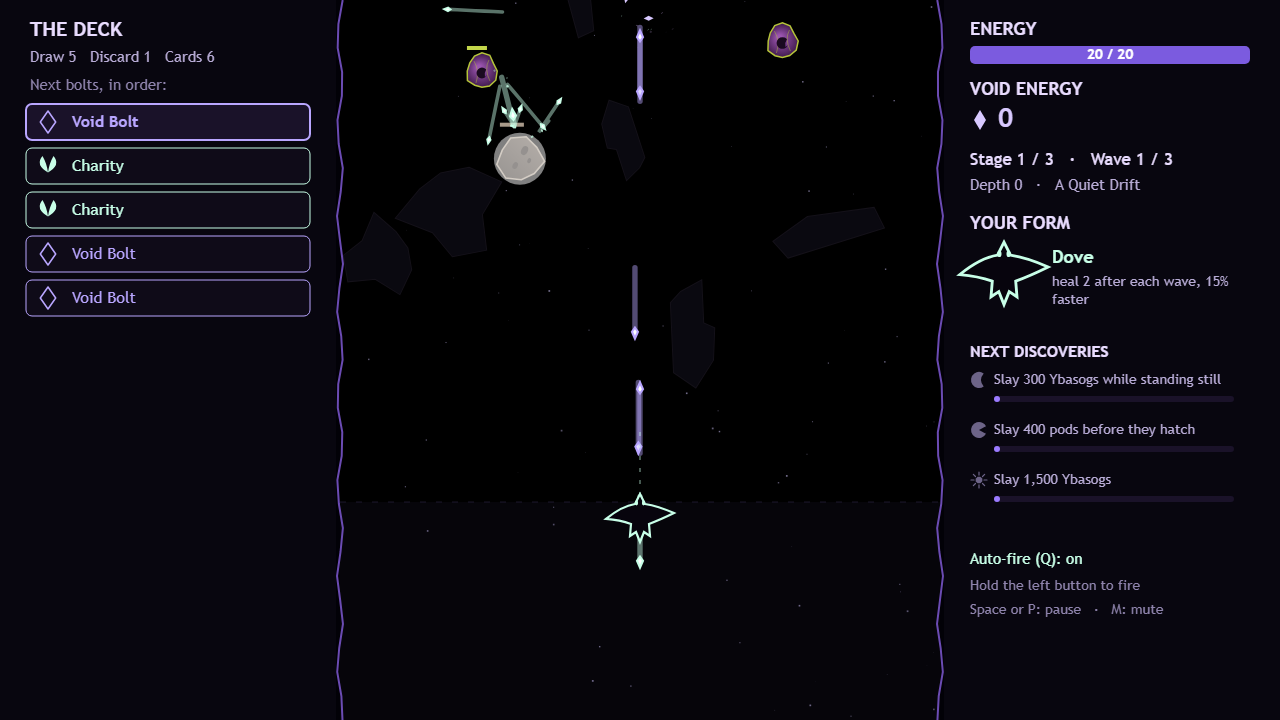 THE DECK
Draw 5 Discard 1 Cards 6
Next bolts, in order:
Void Bolt
Charity
Charity
Void Bolt
Void Bolt
ENERGY
20 / 20
VOID ENERGY
0
Stage 1 / 3 · Wave 1 / 3
Depth 0 · A Quiet Drift
YOUR FORM
Dove
heal 2 after each wave, 15%
faster
NEXT DISCOVERIES
Slay 300 Ybasogs while standing still
Slay 400 pods before they hatch
Slay 1,500 Ybasogs
Auto-fire (Q): on
Hold the left button to fire
Space or P: pause · M: mute